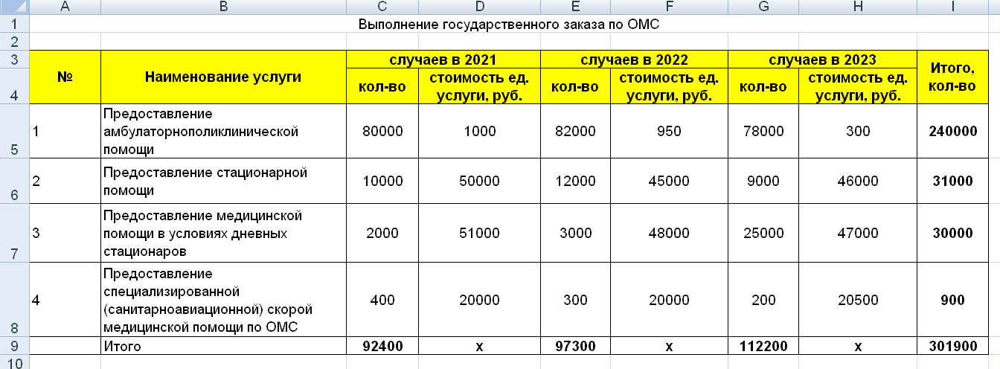 A B C D E F G H I
1 Выполнение государственного заказа по ОМС
2
3 № Наименование услуги случаев в 2021 случаев в 2022 случаев в 2023 Итого, кол-во
4 кол-во стоимость ед. услуги, руб. кол-во стоимость ед. услуги, руб. кол-во стоимость ед. услуги, руб.
Предоставление
амбулаторнополиклинической
помощи
5 1 80000 1000 82000 950 78000 300 240000
Предоставление стационарной
помощи
6 2 10000 50000 12000 45000 9000 46000 31000
Предоставление медицинской
помощи в условиях дневных
стационаров
7 3 2000 51000 3000 48000 25000 47000 30000
Предоставление
специализированной
(санитарноавиационной) скорой
медицинской помощи по ОМС
8 4 400 20000 300 20000 200 20500 900
9 Итого 92400 х 97300 х 112200 х 301900
10